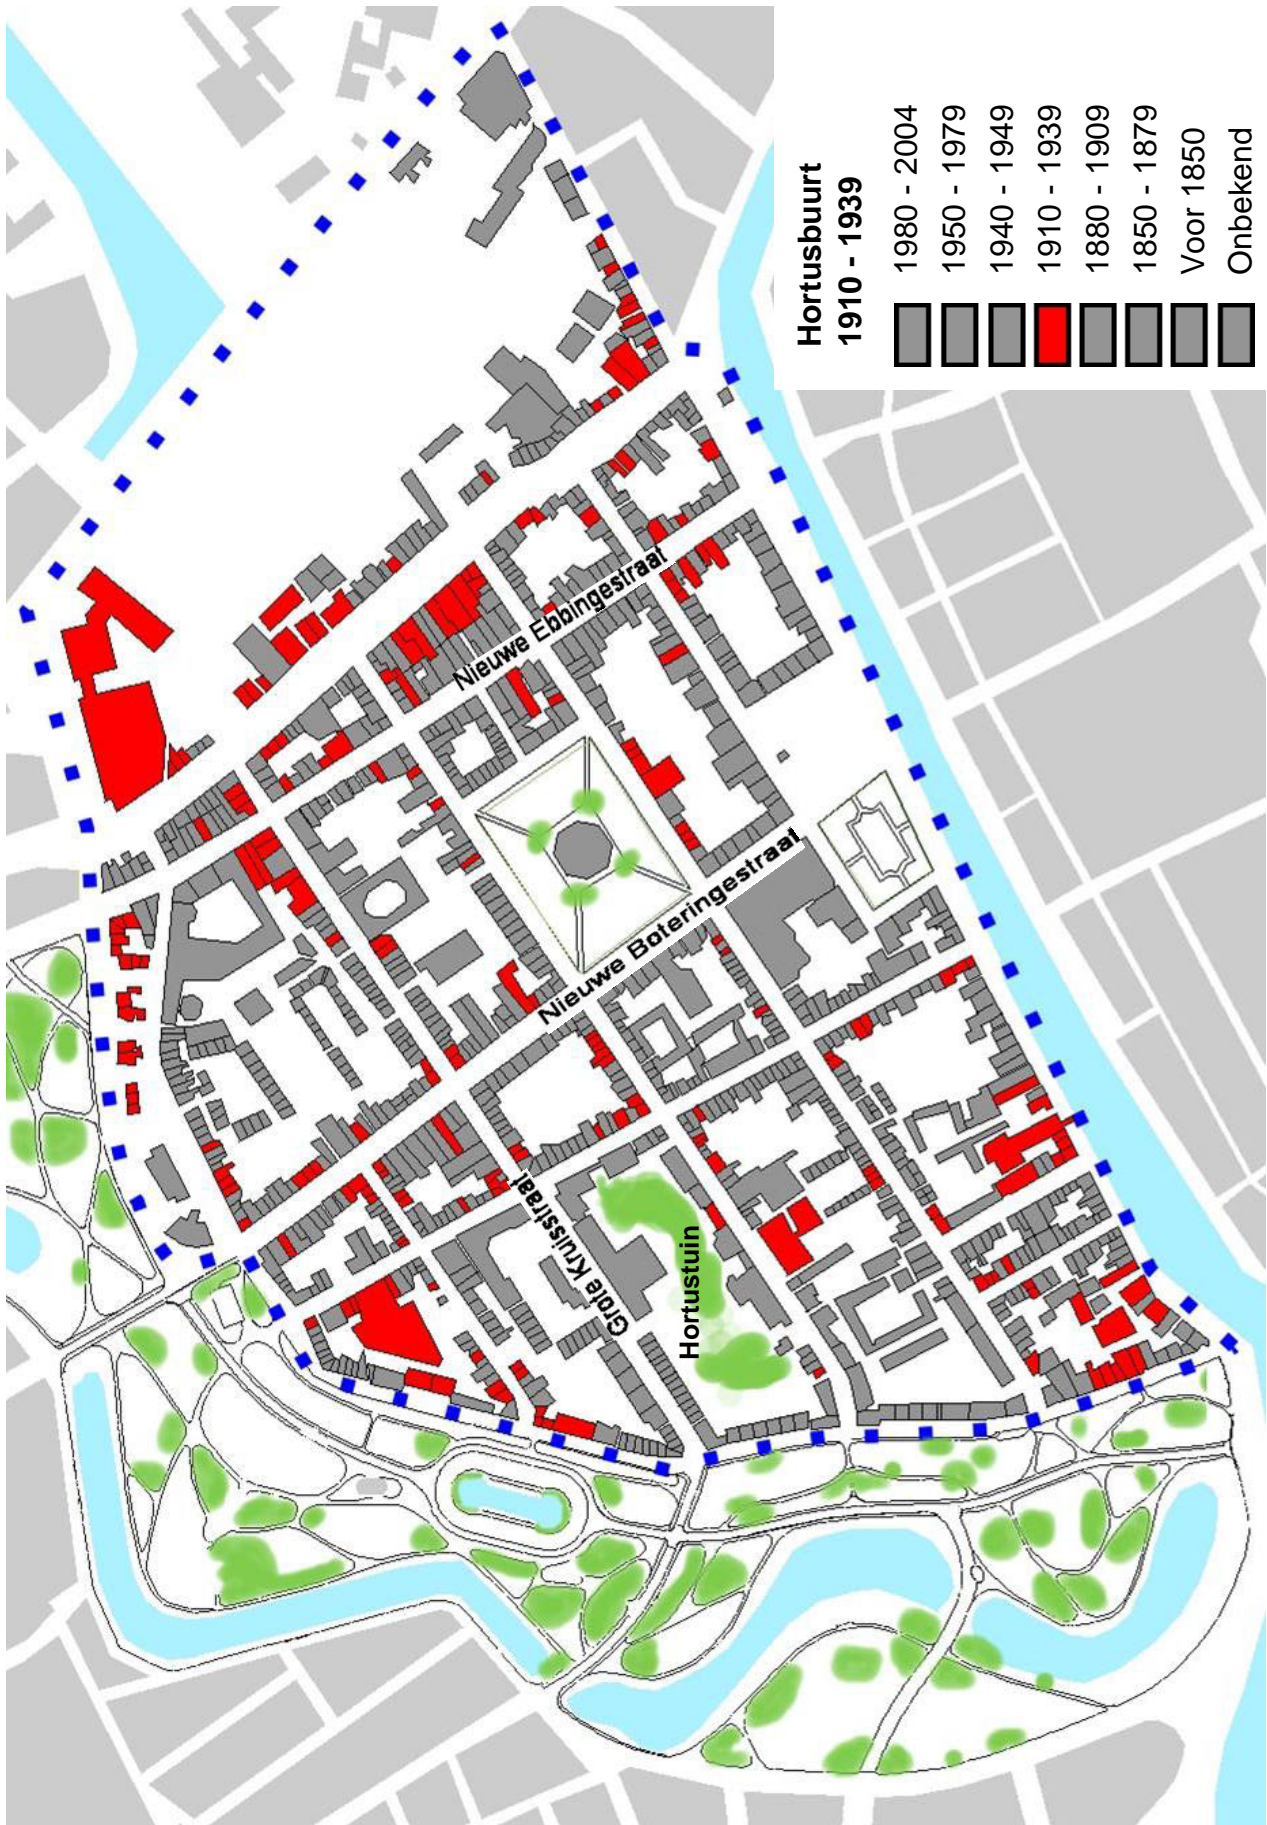 Hortusbuurt
1910 - 1939
1980 - 2004
1950 - 1979
1940 - 1949
1910 - 1939
1880 - 1909
1850 - 1879
Voor 1850
Onbekend
Nieuwe Ebbingestraat
Nieuwe Boteringestraat
Grote Kruisstraat
Hortustuin